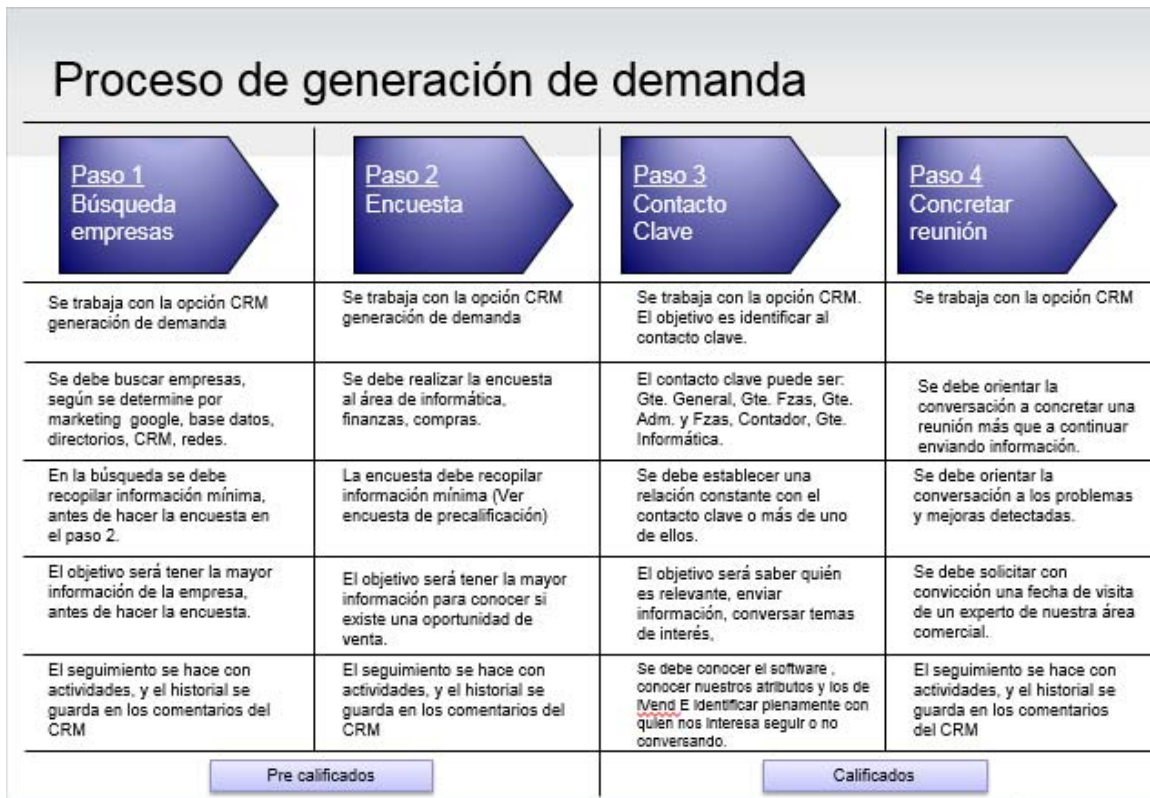 Proceso de generación de demanda
Paso 1
Búsqueda
empresas
Paso 2
Encuesta
Paso 3
Contacto
Clave
Paso 4
Concretar
reunión
Se trabaja con la opción CRM
generación de demanda
Se trabaja con la opción CRM
generación de demanda
Se trabaja con la opción CRM.
El objetivo es identificar al
contacto clave.
Se trabaja con la opción CRM
Se debe buscar empresas,
según se determine por
marketing google, base datos,
directorios, CRM, redes.
Se debe realizar la encuesta
al área de informática,
finanzas, compras.
El contacto clave puede ser:
Gte. General, Gte. Fzas, Gte.
Adm. y Fzas, Contador, Gte.
Informática.
Se debe orientar la
conversación a concretar una
reunión más que a continuar
enviando información.
En la búsqueda se debe
recopilar información mínima,
antes de hacer la encuesta en
el paso 2.
La encuesta debe recopilar
información mínima (Ver
encuesta de precalificación)
Se debe establecer una
relación constante con el
contacto clave o más de uno
de ellos.
Se debe orientar la
conversación a los problemas
y mejoras detectadas.
El objetivo será tener la mayor
información de la empresa,
antes de hacer la encuesta.
El objetivo será tener la mayor
información para conocer si
existe una oportunidad de
venta.
El objetivo será saber quién
es relevante, enviar
información, conversar temas
de interés,
Se debe solicitar con
convicción una fecha de visita
de un experto de nuestra área
comercial.
El seguimiento se hace con
actividades, y el historial se
guarda en los comentarios del
CRM
El seguimiento se hace con
actividades, y el historial se
guarda en los comentarios del
CRM
Se debe conocer el software ,
conocer nuestros atributos y los de
iVend E identificar plenamente con
quien nos interesa seguir o no
conversando.
El seguimiento se hace con
actividades, y el historial se
guarda en los comentarios
del CRM
Pre calificados
Calificados